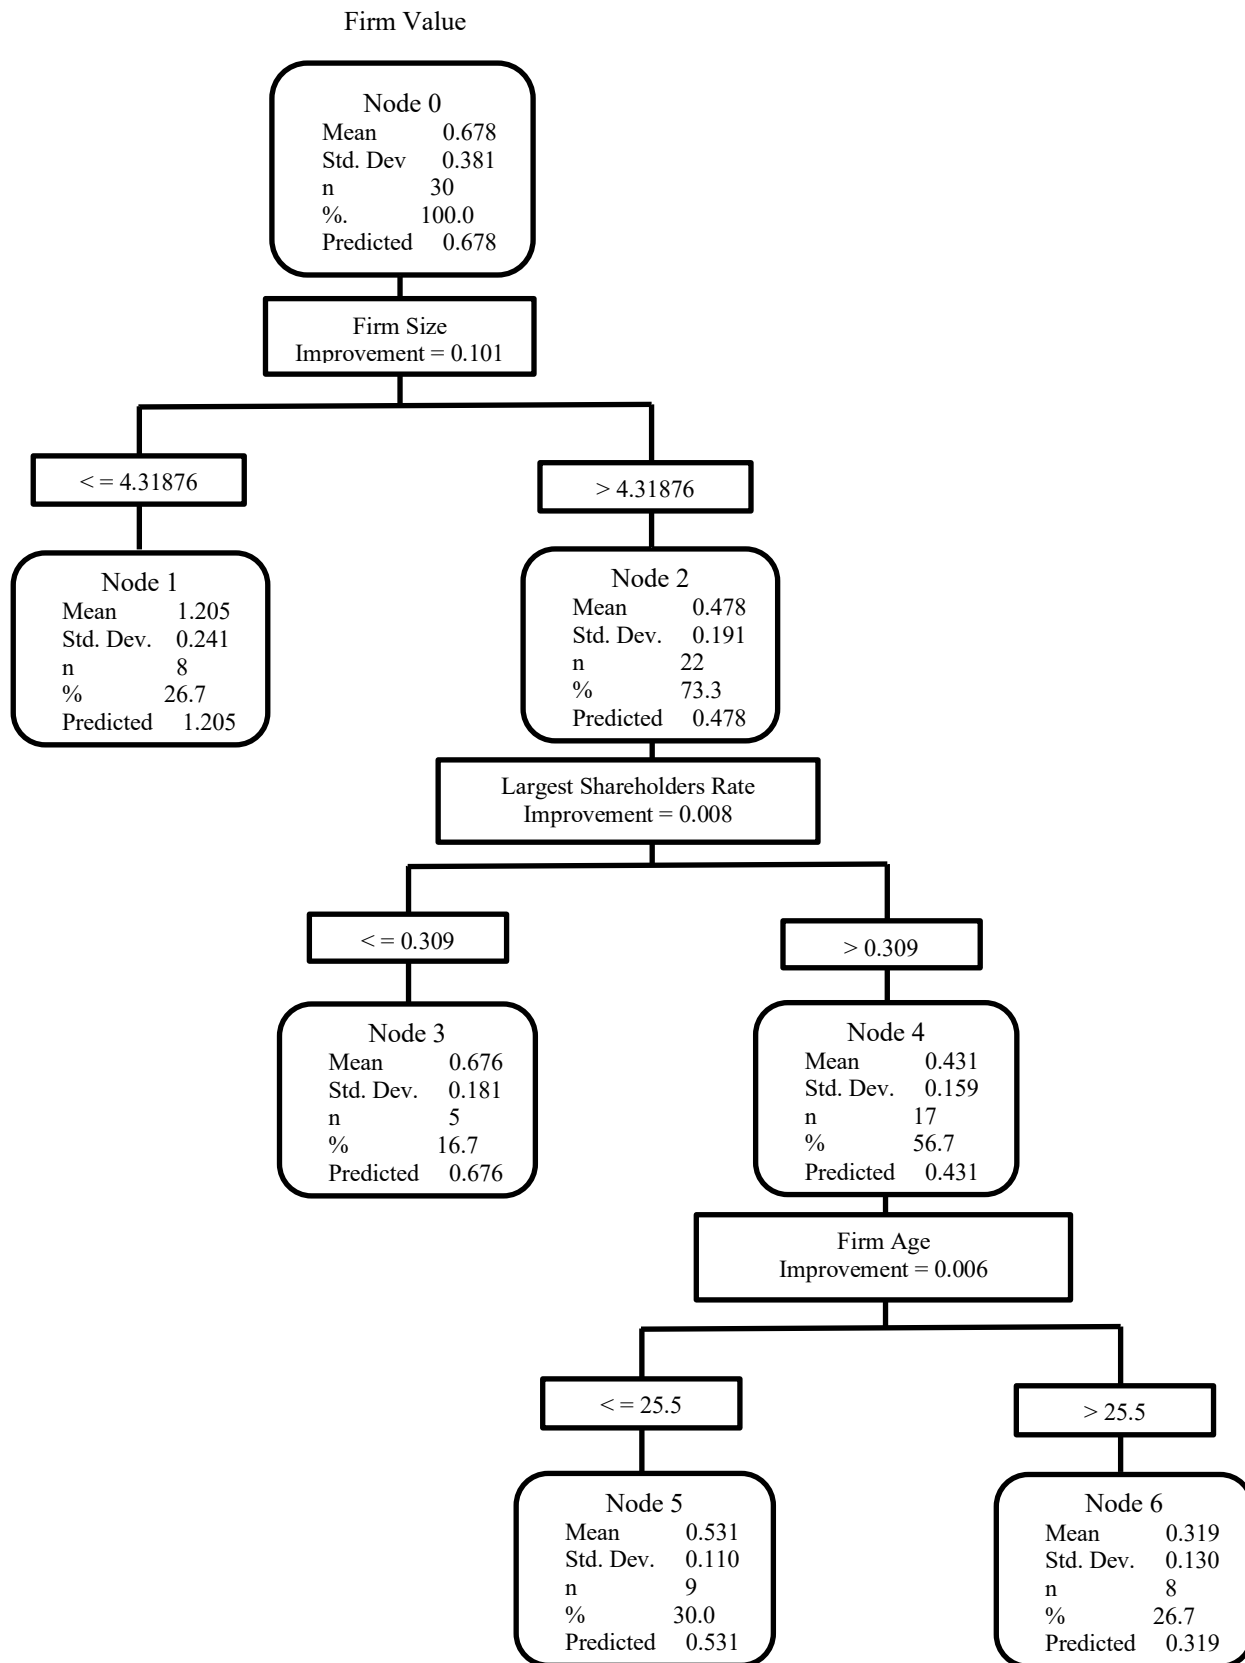 Firm Value
Node 0
Mean 0.678
Std. Dev 0.381
n 30
%. 100.0
Predicted 0.678
Firm Size
Improvement = 0.101
< = 4.31876
> 4.31876
Node 1
Mean 1.205
Std. Dev. 0.241
n 8
% 26.7
Predicted 1.205
Node 2
Mean 0.478
Std. Dev. 0.191
n 22
% 73.3
Predicted 0.478
Largest Shareholders Rate
Improvement = 0.008
< = 0.309
> 0.309
Node 3
Mean 0.676
Std. Dev. 0.181
n 5
% 16.7
Predicted 0.676
Node 4
Mean 0.431
Std. Dev. 0.159
n 17
% 56.7
Predicted 0.431
Firm Age
Improvement = 0.006
< = 25.5
> 25.5
Node 5
Mean 0.531
Std. Dev. 0.110
n 9
% 30.0
Predicted 0.531
Node 6
Mean 0.319
Std. Dev. 0.130
n 8
% 26.7
Predicted 0.319